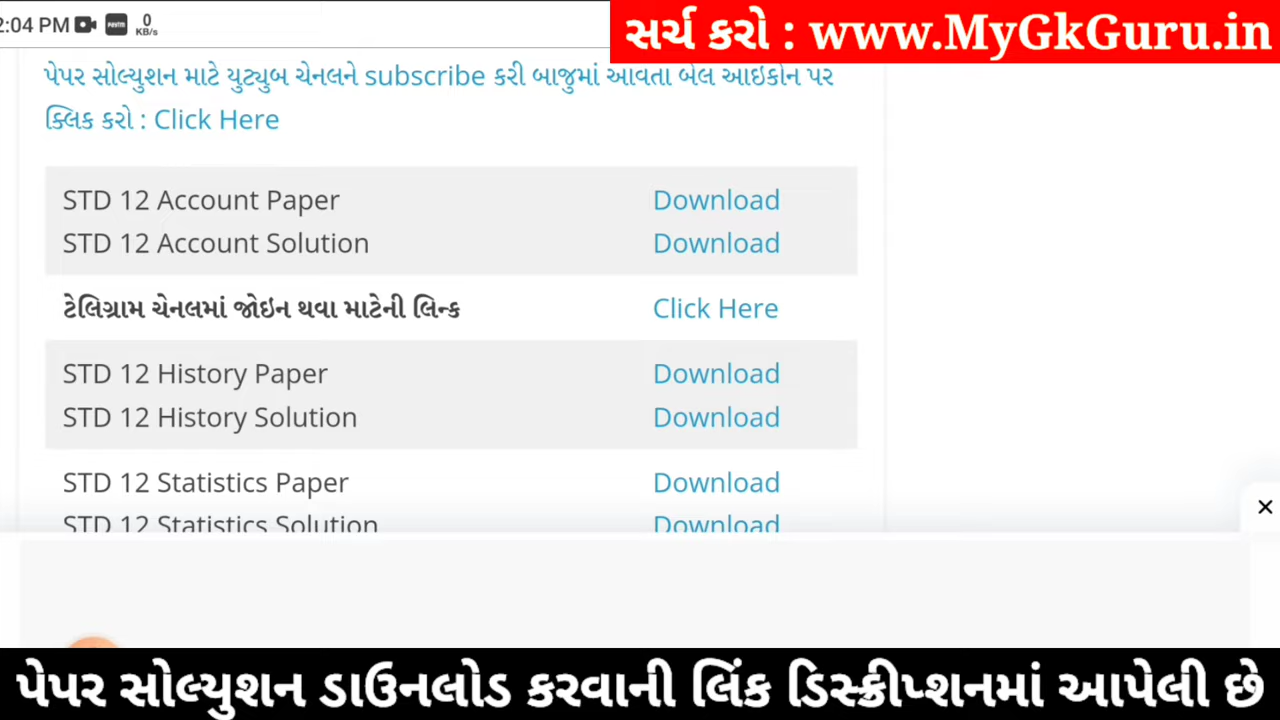 2:04 PM paytm 0 KB/s
સર્ચ કરો : www.MyGkGuru.in
પેપર સોલ્યુશન માટે યુટ્યુબ ચેનલને subscribe કરી બાજુમાં આવતા બેલ આઇકોન પર
ક્લિક કરો : Click Here
STD 12 Account Paper Download
STD 12 Account Solution Download
ટેલિગ્રામ ચેનલમાં જોઇન થવા માટેની લિન્ક Click Here
STD 12 History Paper Download
STD 12 History Solution Download
STD 12 Statistics Paper Download
STD 12 Statistics Solution Download
પેપર સોલ્યુશન ડાઉનલોડ કરવાની લિંક ડિસ્ક્રીપ્શનમાં આપેલી છે